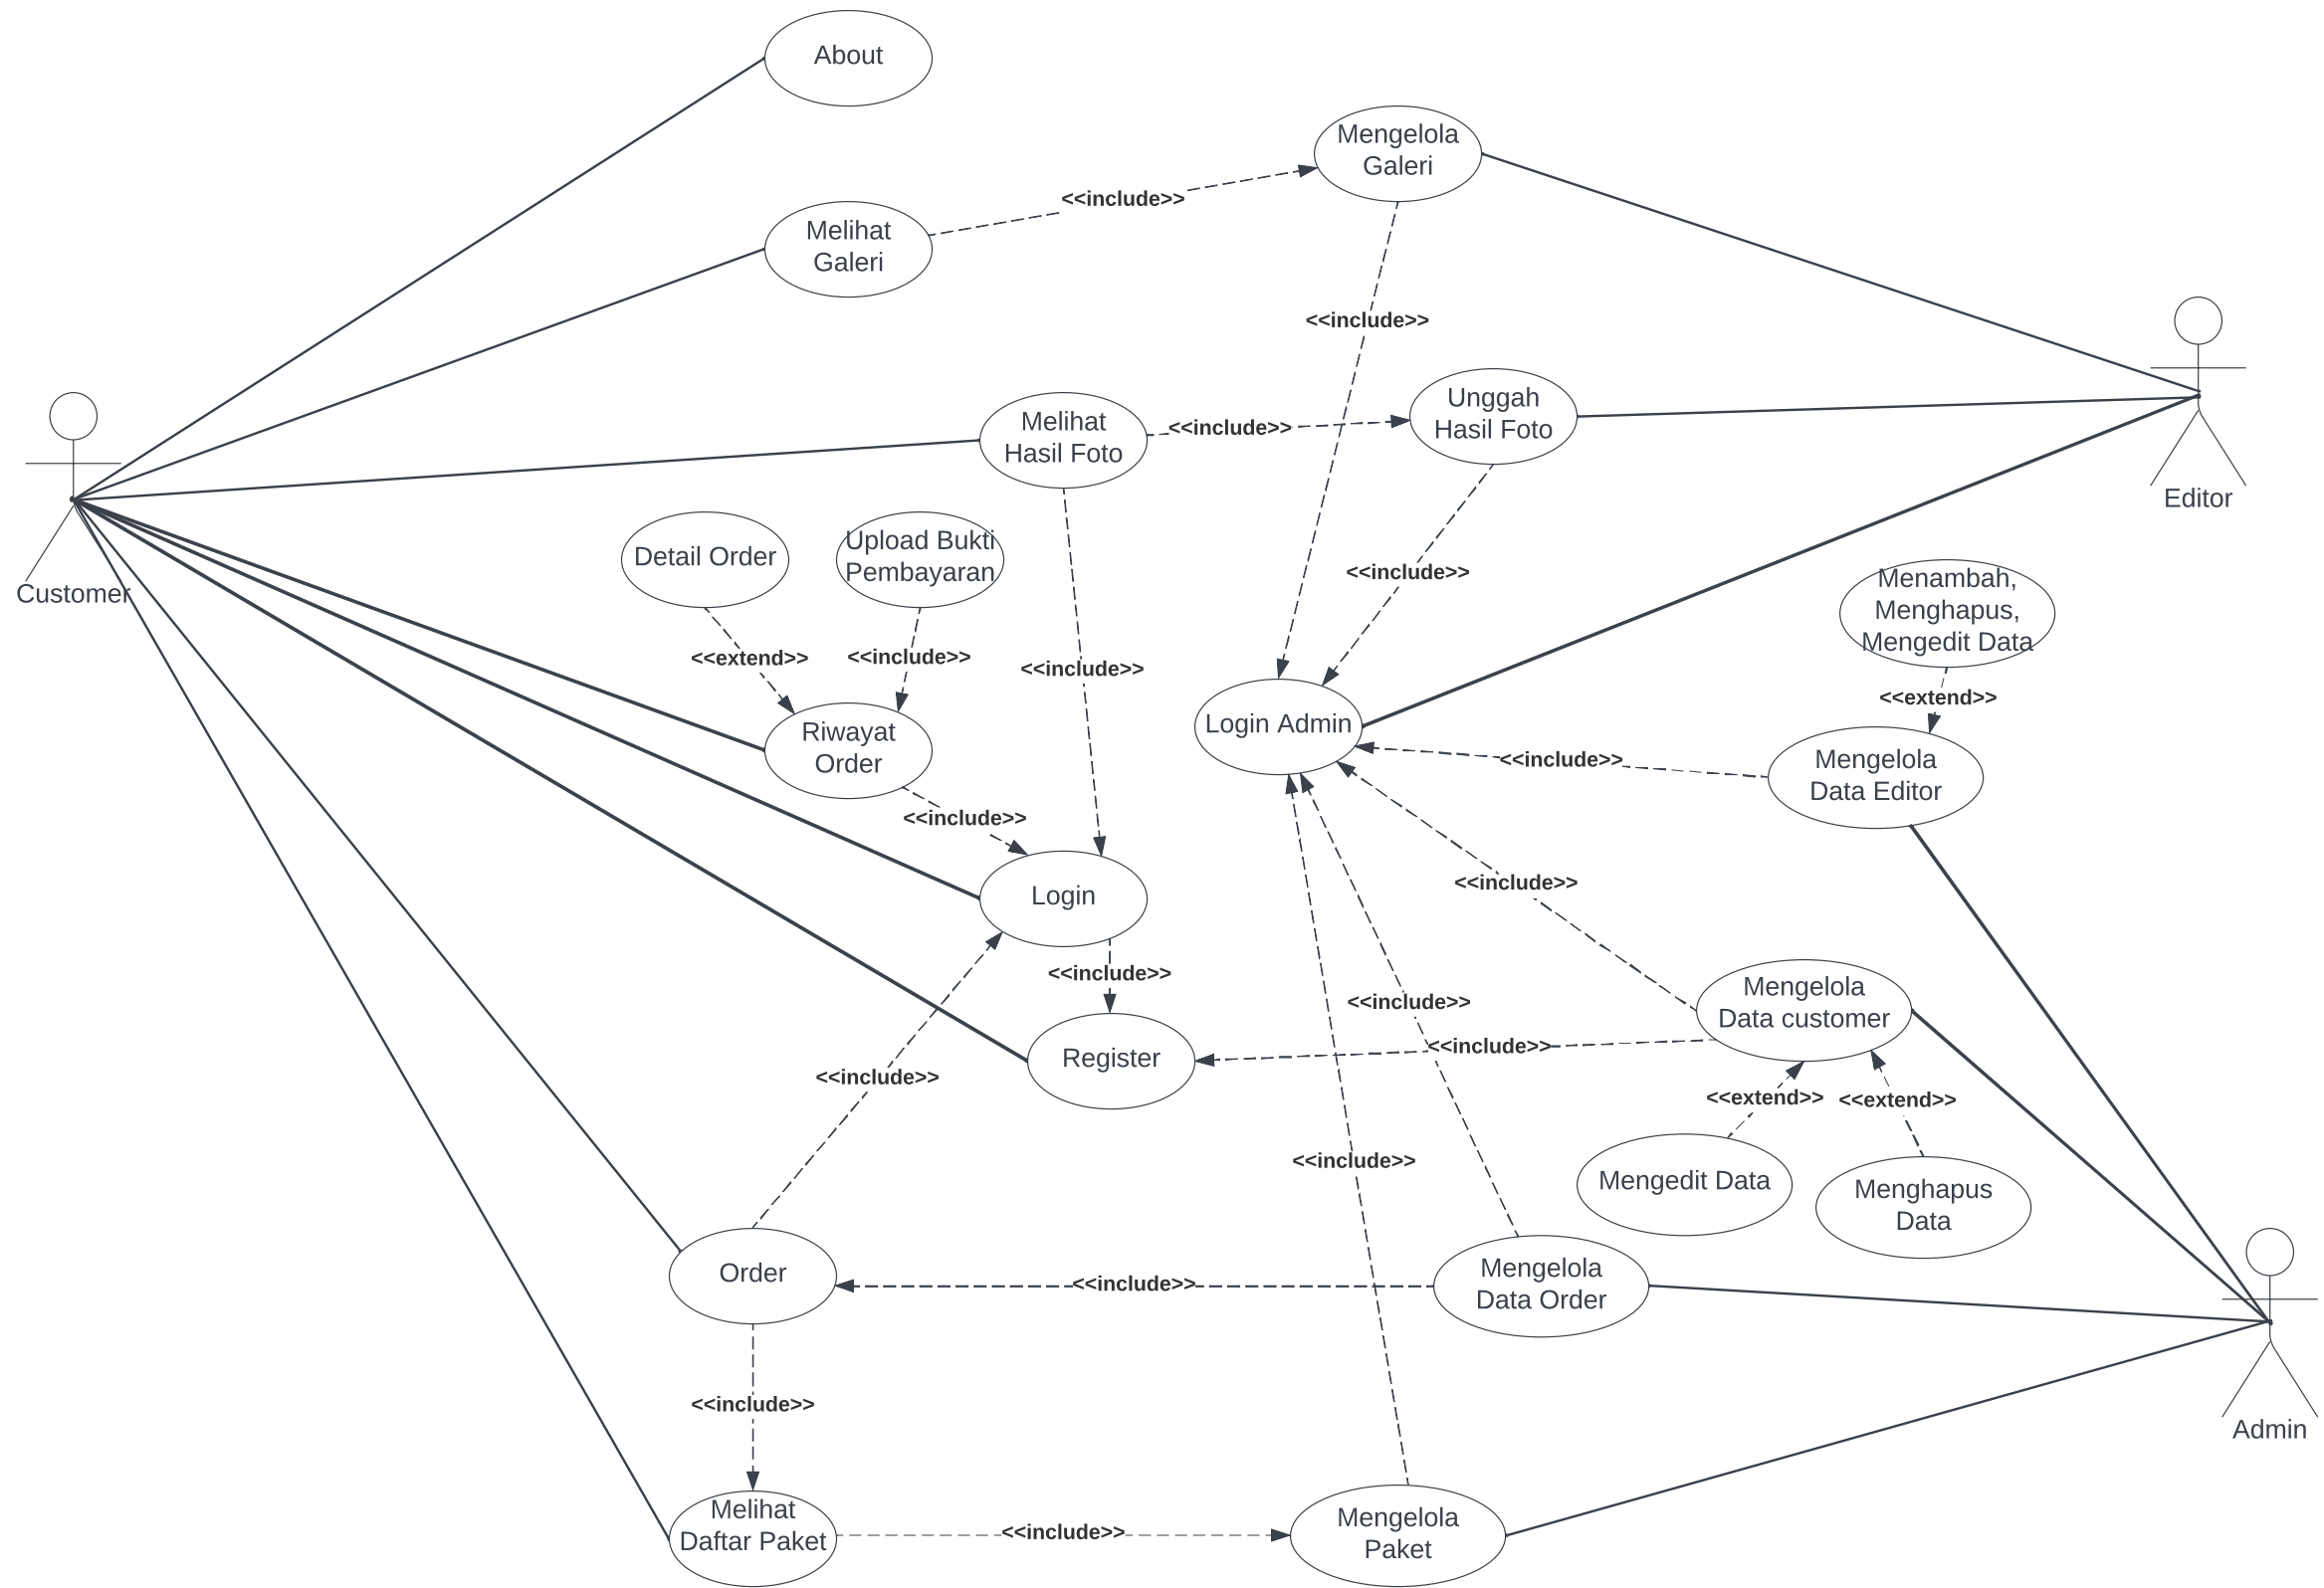 About
Mengelola
Galeri
<<include>>
Melihat
Galeri
<<include>>
Melihat
Hasil Foto
<<include>>
Unggah
Hasil Foto
Editor
Customer
Detail Order
Upload Bukti
Pembayaran
<<include>>
Menambah,
Menghapus,
Mengedit Data
<<extend>>
<<include>>
<<include>>
<<extend>>
Riwayat
Order
Login Admin
<<include>>
Mengelola
Data Editor
<<include>>
<<include>>
Login
<<include>>
<<include>>
Mengelola
Data customer
Register
<<include>>
<<include>>
<<include>>
<<extend>>
<<extend>>
<<include>>
Mengedit Data
Menghapus
Data
Order
<<include>>
Mengelola
Data Order
<<include>>
Admin
Melihat
Daftar Paket
<<include>>
Mengelola
Paket